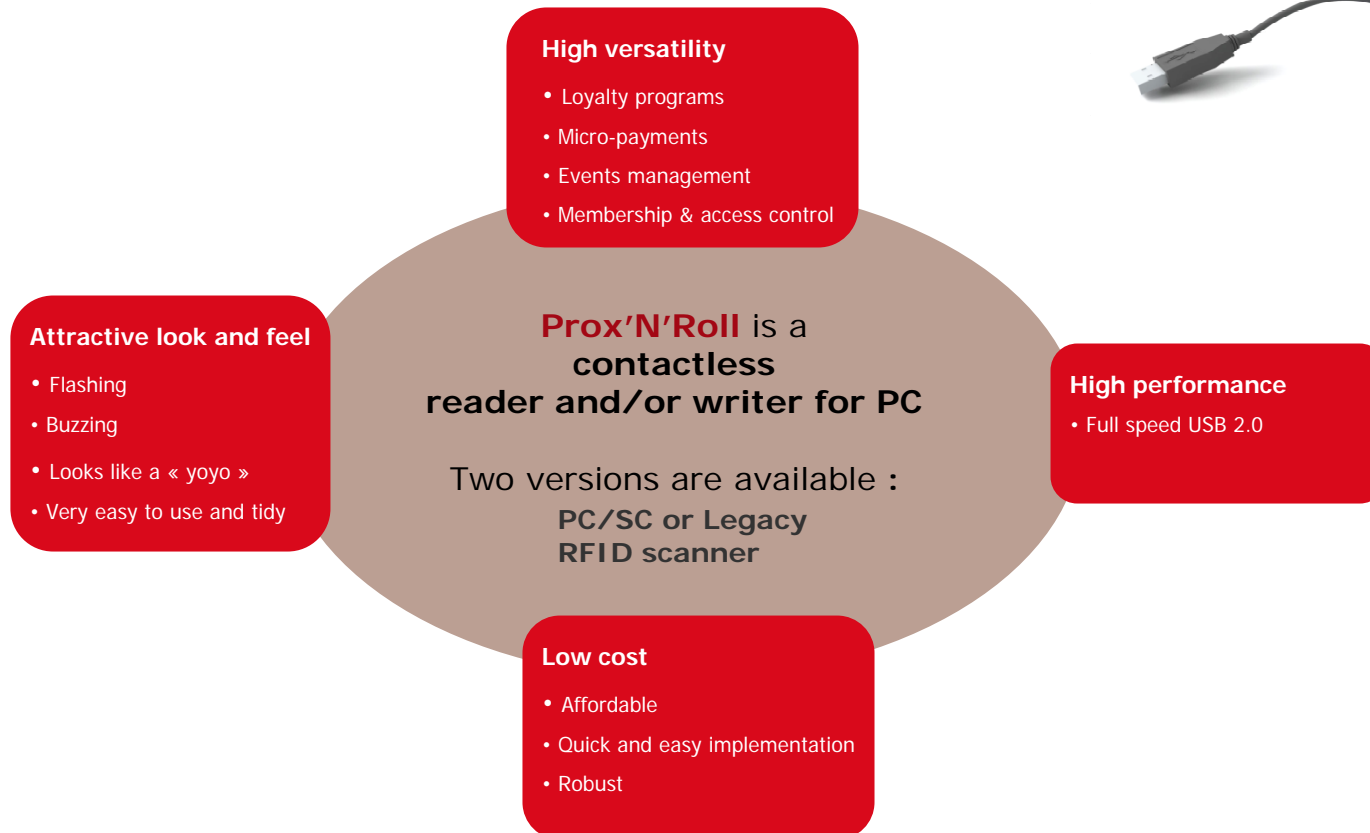 High versatility
• Loyalty programs
• Micro-payments
• Events management
• Membership & access control
Attractive look and feel
• Flashing
• Buzzing
• Looks like a « yoyo »
• Very easy to use and tidy
Prox’N’Roll is a
contactless
reader and/or writer for PC
Two versions are available :
PC/SC or Legacy
RFID scanner
High performance
• Full speed USB 2.0
Low cost
• Affordable
• Quick and easy implementation
• Robust